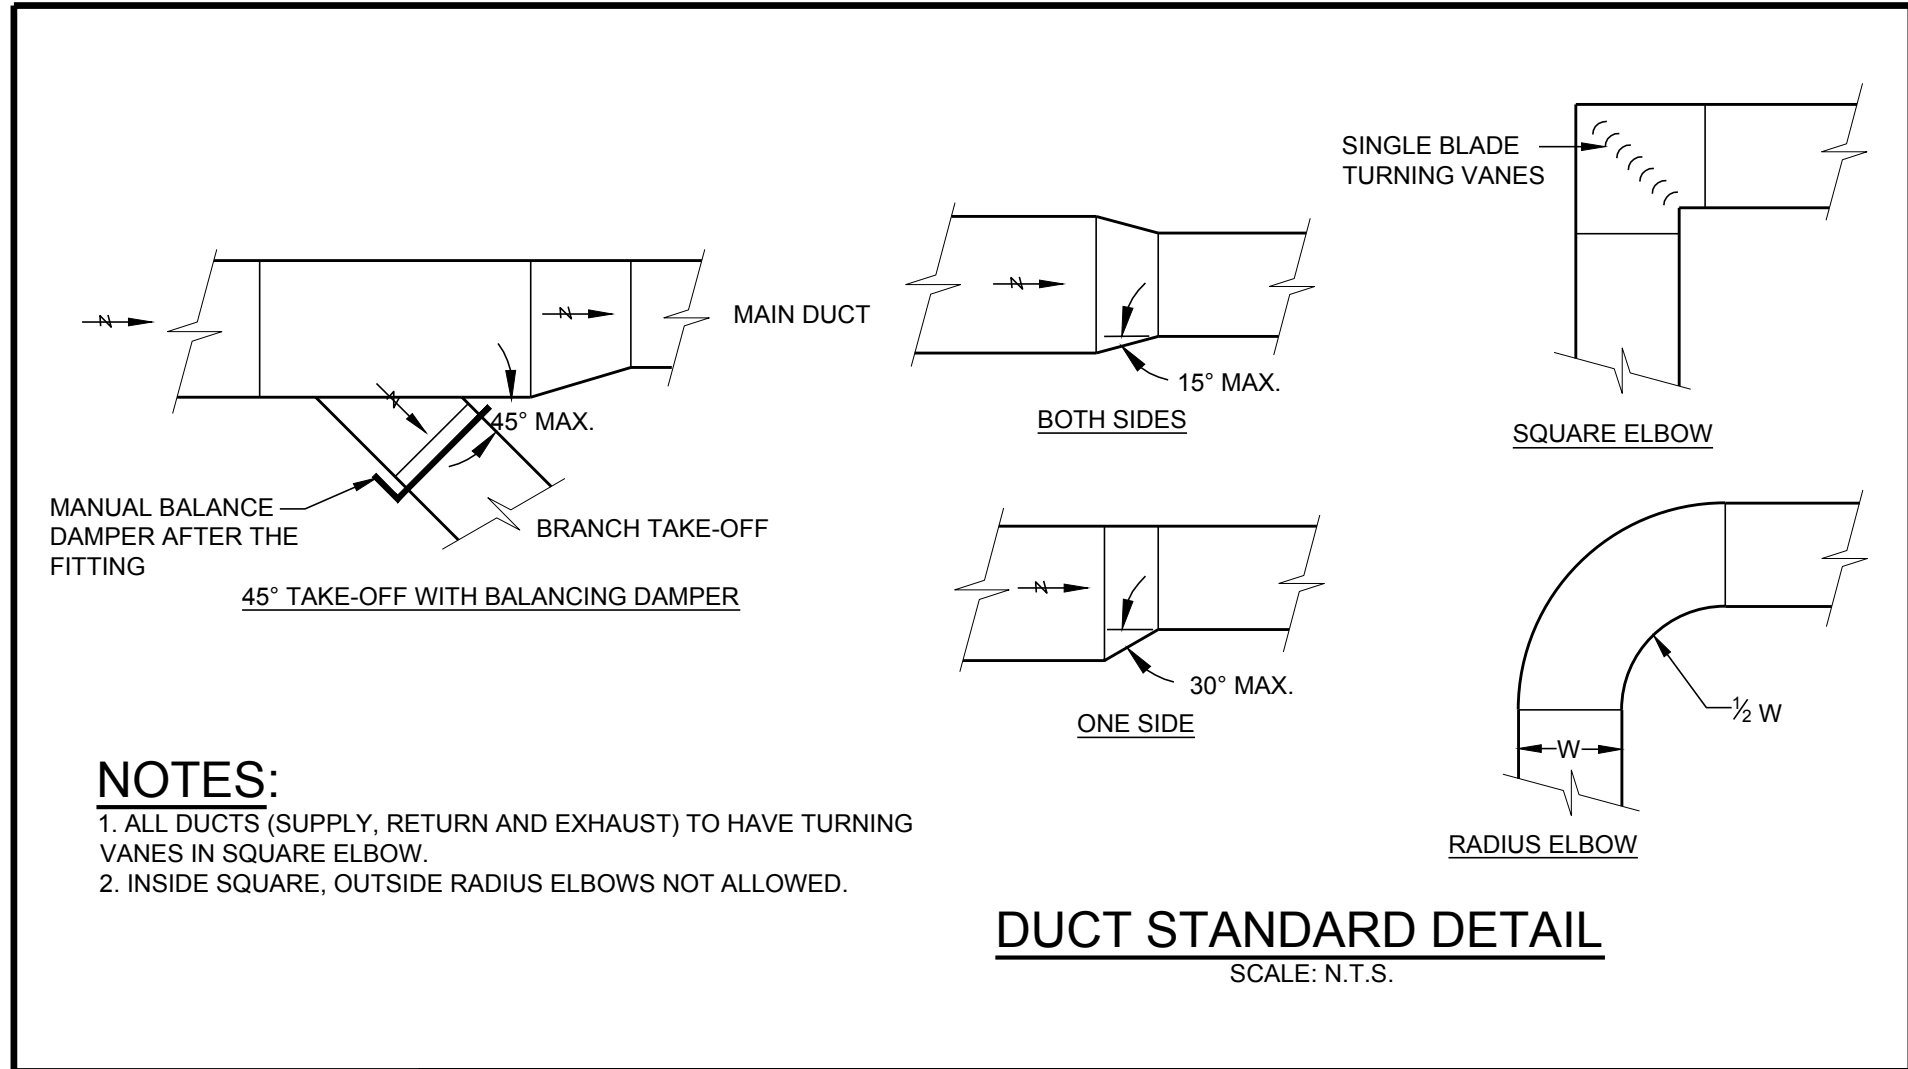 SINGLE BLADE
TURNING VANES
MAIN DUCT
45° MAX.
MANUAL BALANCE
DAMPER AFTER THE
FITTING
BRANCH TAKE-OFF
45° TAKE-OFF WITH BALANCING DAMPER
15° MAX.
BOTH SIDES
SQUARE ELBOW
30° MAX.
ONE SIDE
½ W
W
RADIUS ELBOW
NOTES:
1. ALL DUCTS (SUPPLY, RETURN AND EXHAUST) TO HAVE TURNING
VANES IN SQUARE ELBOW.
2. INSIDE SQUARE, OUTSIDE RADIUS ELBOWS NOT ALLOWED.
DUCT STANDARD DETAIL
SCALE: N.T.S.